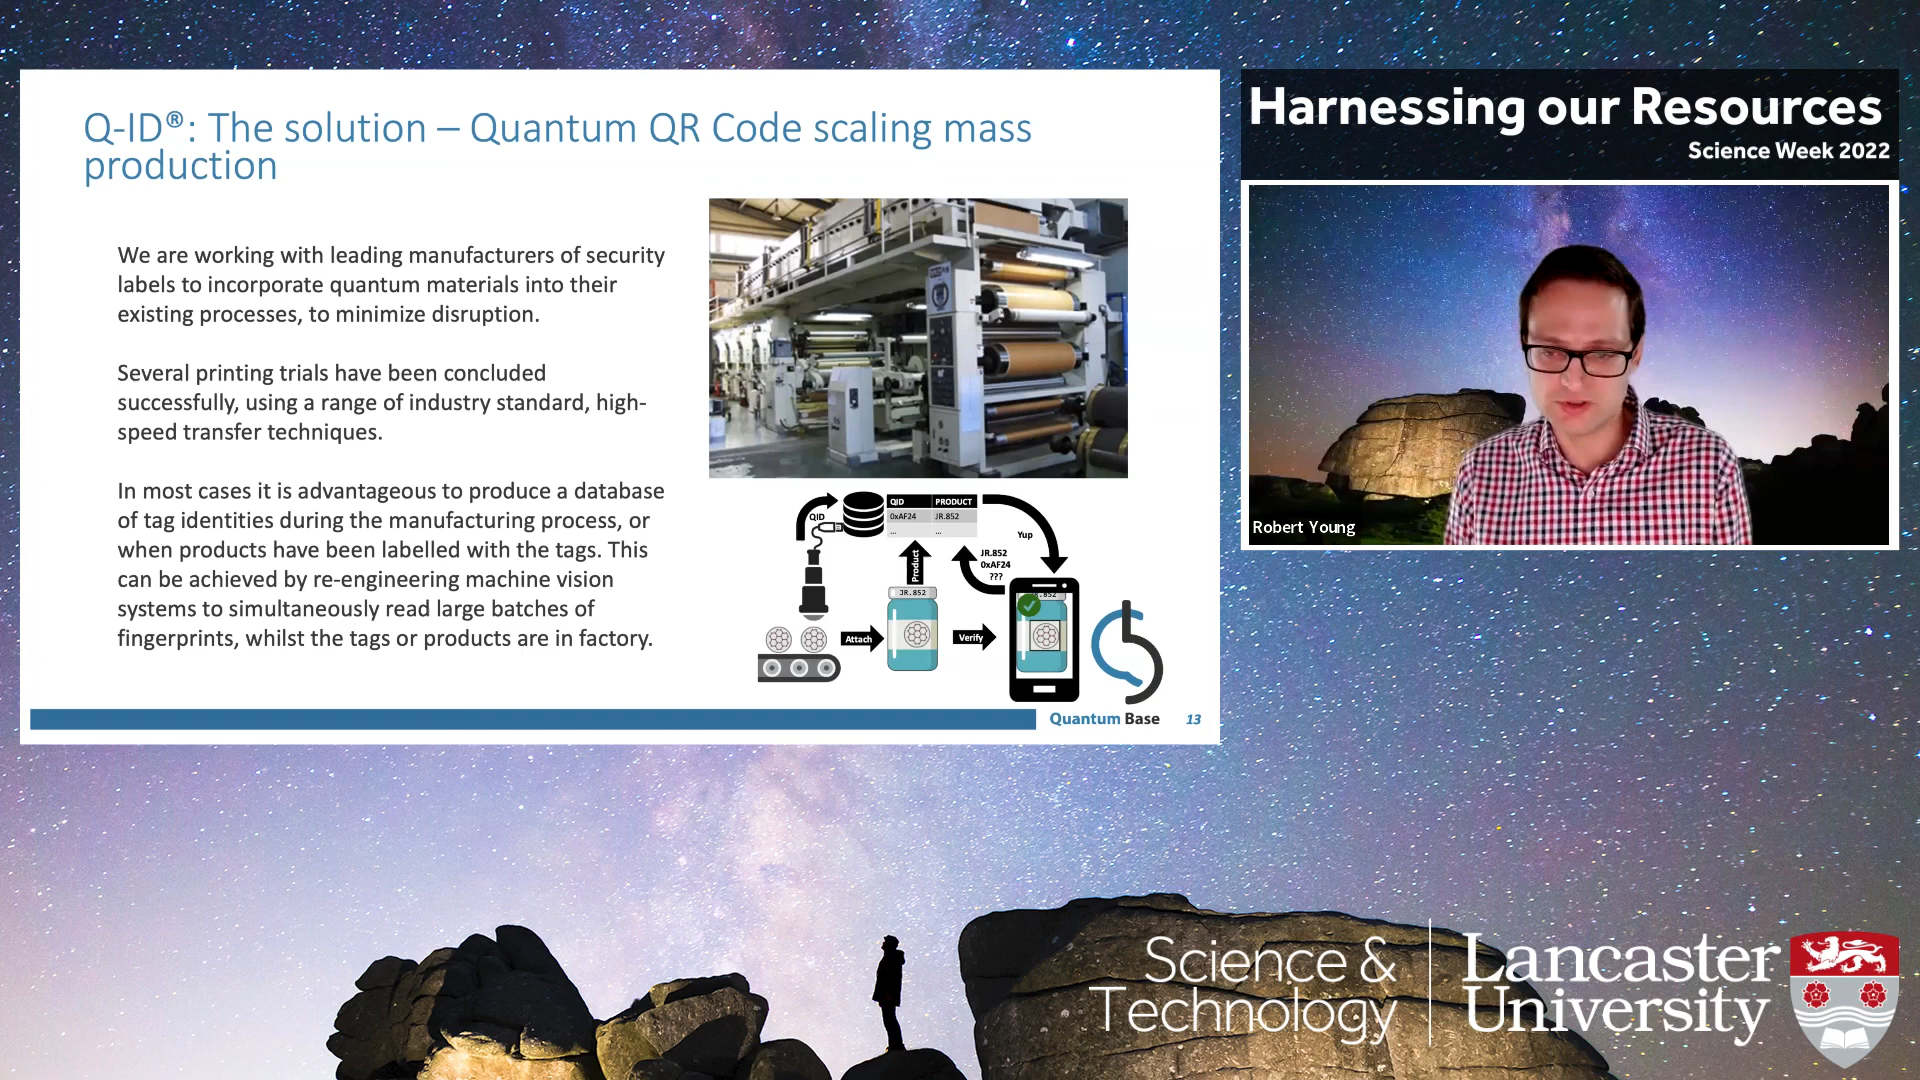 Q-ID®: The solution – Quantum QR Code scaling mass
production
We are working with leading manufacturers of security
labels to incorporate quantum materials into their
existing processes, to minimize disruption.
Several printing trials have been concluded
successfully, using a range of industry standard, high-
speed transfer techniques.
In most cases it is advantageous to produce a database
of tag identities during the manufacturing process, or
when products have been labelled with the tags. This
can be achieved by re-engineering machine vision
systems to simultaneously read large batches of
fingerprints, whilst the tags or products are in factory.
QID
QID PRODUCT
0xAF24 JR.852
... ...
Yup
Product
JR.852
0xAF24
???
JR.852
R.852
Attach
Verify
Quantum Base 13
Harnessing our Resources
Science Week 2022
Robert Young
Science &
Technology
Lancaster
University